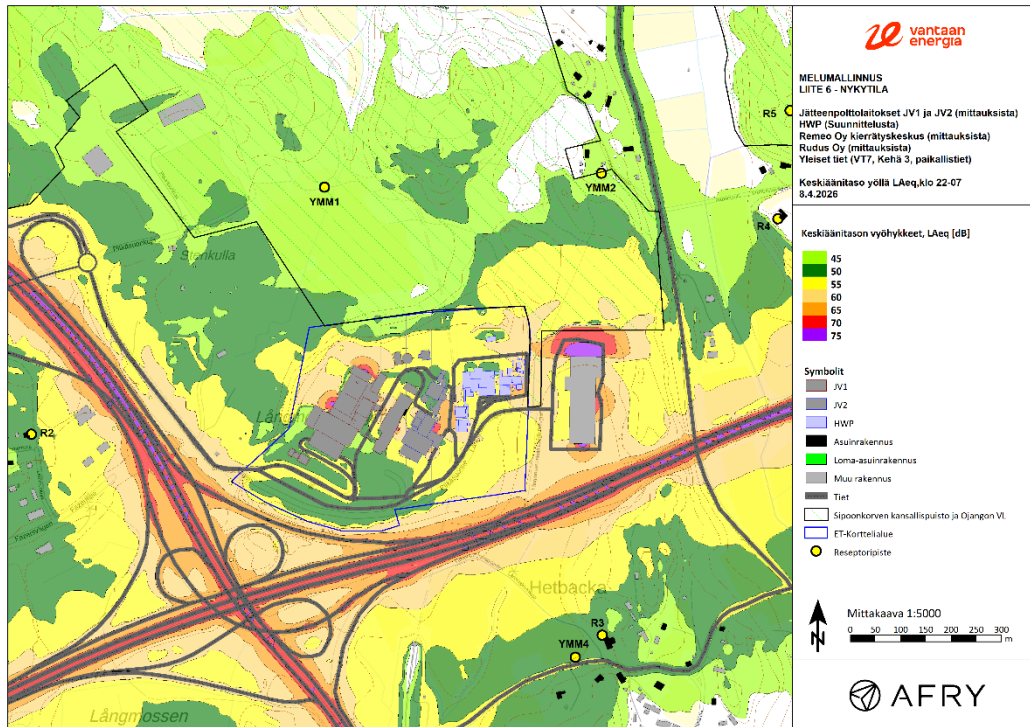 vantaan
energia
MELUMALLINNUS
LIITE 6 - NYKYTILA
Jätteenpolttolaitokset JV1 ja JV2 (mittauksista)
HWP (Suunnittelusta)
Remeo Oy kierrätyskeskus (mittauksista)
Rudus Oy (mittauksista)
Yleiset tiet (VT7, Kehä 3, paikallistiet)
Keskiäänitaso yöllä LAeq,klo 22-07
8.4.2026
Keskiäänitason vyöhykkeet, LAeq [dB]
45
50
55
60
65
70
75
Symbolit
JV1
JV2
HWP
Asuinrakennus
Loma-asuinrakennus
Muu rakennus
Tiet
Sipoonkorven kansallispuisto ja Ojangon VL
ET-Korttelialue
Reseptoripiste
Mittakaava 1:5000
N
0 50 100 150 200 250 300
m
AFRY
YMM1
YMM2
R5
R4
Stenkulla
R2
Hetbacka
R3
YMM4
Långmossen